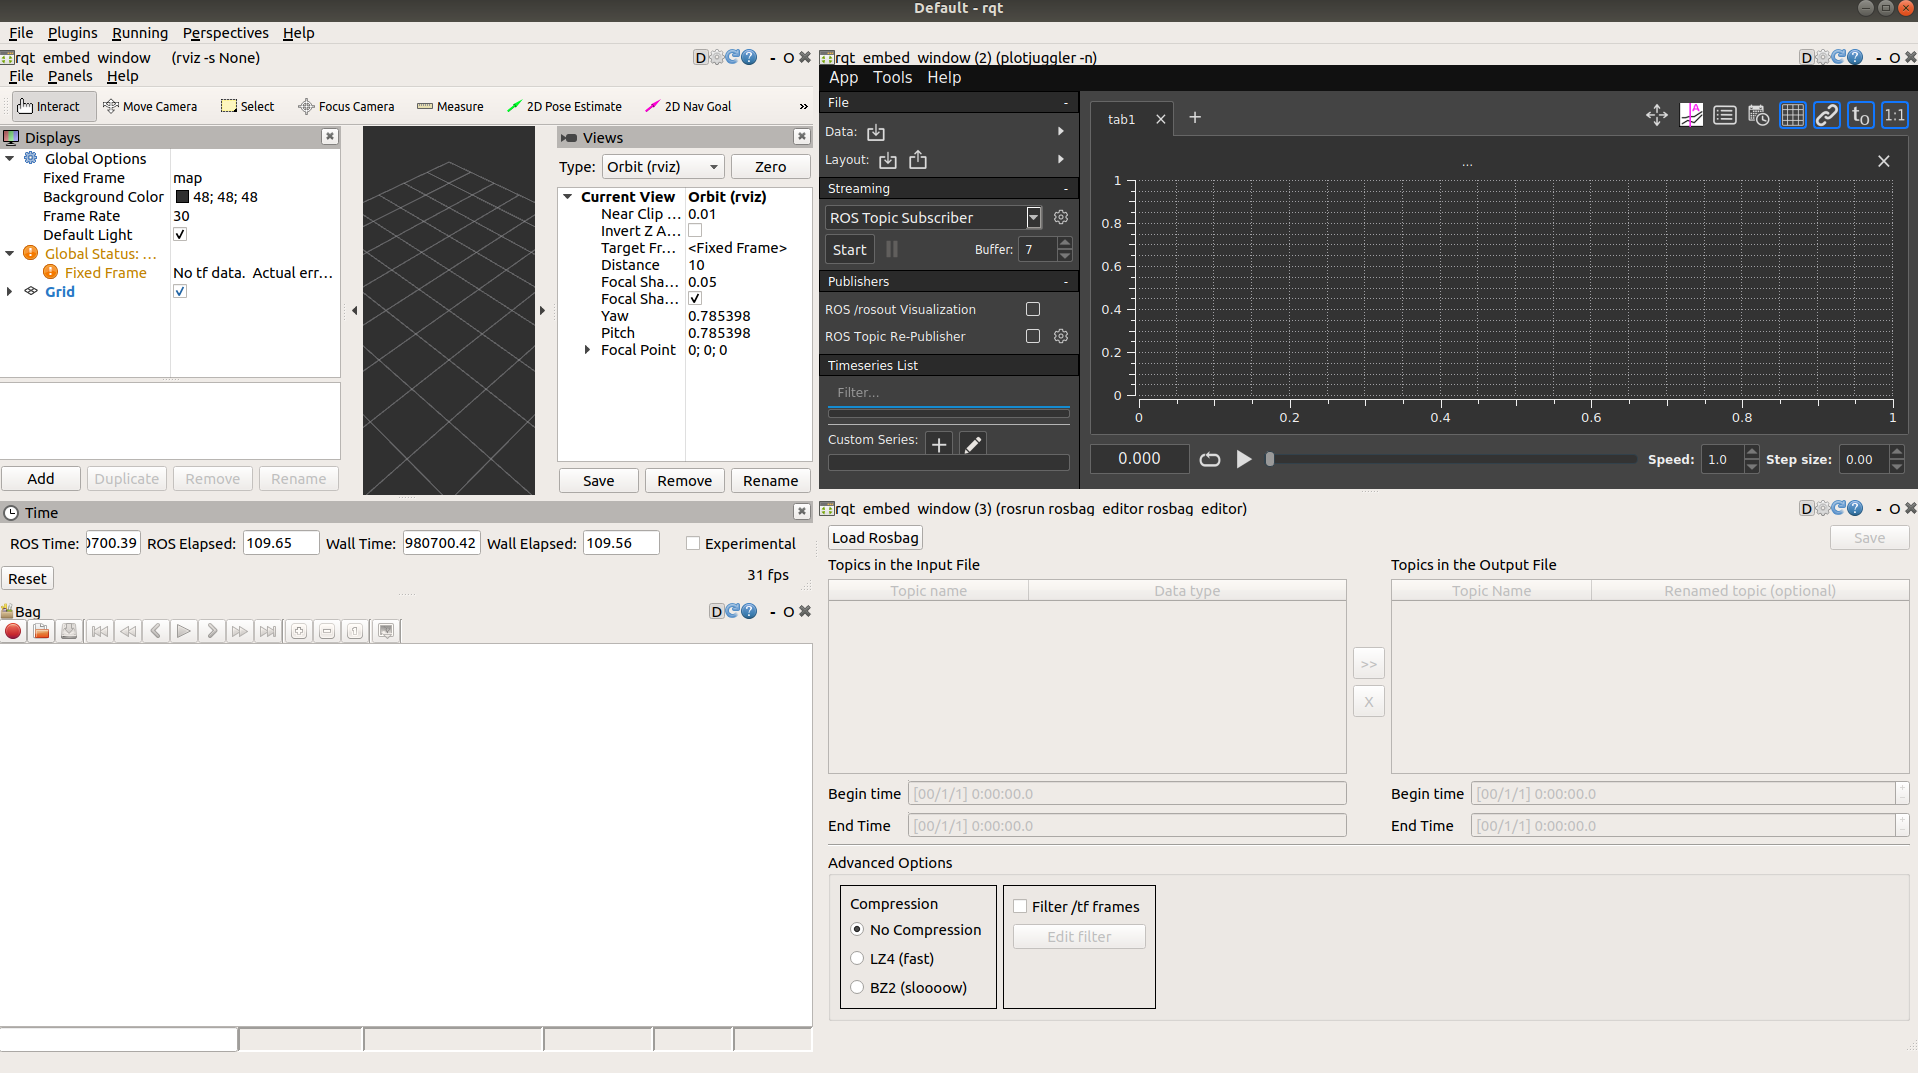 Default - rqt
File Plugins Running Perspectives Help
rqt_embed_window (rviz -s None)
D - O
File Panels Help
Interact Move Camera Select Focus Camera Measure 2D Pose Estimate 2D Nav Goal »
Displays
Global Options
Fixed Frame map
Background Color 48; 48; 48
Frame Rate 30
Default Light
Global Status: ...
Fixed Frame No tf data. Actual err...
Grid
Add Duplicate Remove Rename
Views
Type: Orbit (rviz) Zero
Current View Orbit (rviz)
Near Clip ... 0.01
Invert Z A...
Target Fr... <Fixed Frame>
Distance 10
Focal Sha... 0.05
Focal Sha...
Yaw 0.785398
Pitch 0.785398
Focal Point 0; 0; 0
Save Remove Rename
Time
ROS Time: 0700.39 ROS Elapsed: 109.65 Wall Time: 980700.42 Wall Elapsed: 109.56 Experimental
Reset 31 fps
Bag
D - O
rqt_embed_window (2) (plotjuggler -n)
D - O
App Tools Help
File -
Data:
Layout:
Streaming -
ROS Topic Subscriber
Start Buffer: 7
Publishers -
ROS /rosout Visualization
ROS Topic Re-Publisher
Timeseries List
Filter...
Custom Series:
tab1
A
t0 1:1
...
1
0.8
0.6
0.4
0.2
0
0 0.2 0.4 0.6 0.8 1
0.000 Speed: 1.0 Step size: 0.00
rqt_embed_window (3) (rosrun rosbag_editor rosbag_editor)
D - O
Load Rosbag Save
Topics in the Input File
Topic name Data type
Begin time [00/1/1] 0:00:00.0
End Time [00/1/1] 0:00:00.0
>>
X
Topics in the Output File
Topic Name Renamed topic (optional)
Begin time [00/1/1] 0:00:00.0
End Time [00/1/1] 0:00:00.0
Advanced Options
Compression
No Compression
LZ4 (fast)
BZ2 (sloooow)
Filter /tf frames
Edit filter